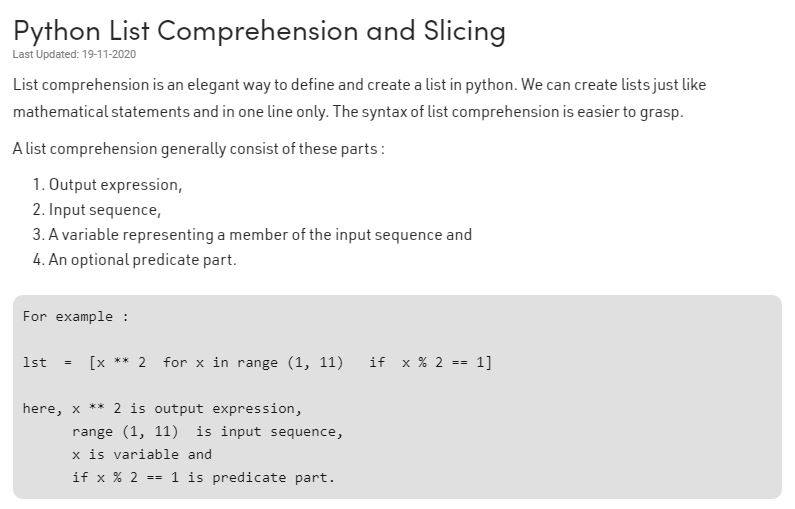 Python List Comprehension and Slicing
Last Updated: 19-11-2020
List comprehension is an elegant way to define and create a list in python. We can create lists just like
mathematical statements and in one line only. The syntax of list comprehension is easier to grasp.
A list comprehension generally consist of these parts :
1. Output expression,
2. Input sequence,
3. A variable representing a member of the input sequence and
4. An optional predicate part.
For example :
lst  =  [x ** 2  for x in range (1, 11)   if  x % 2 == 1]
here, x ** 2 is output expression,
      range (1, 11)  is input sequence,
      x is variable and
      if x % 2 == 1 is predicate part.